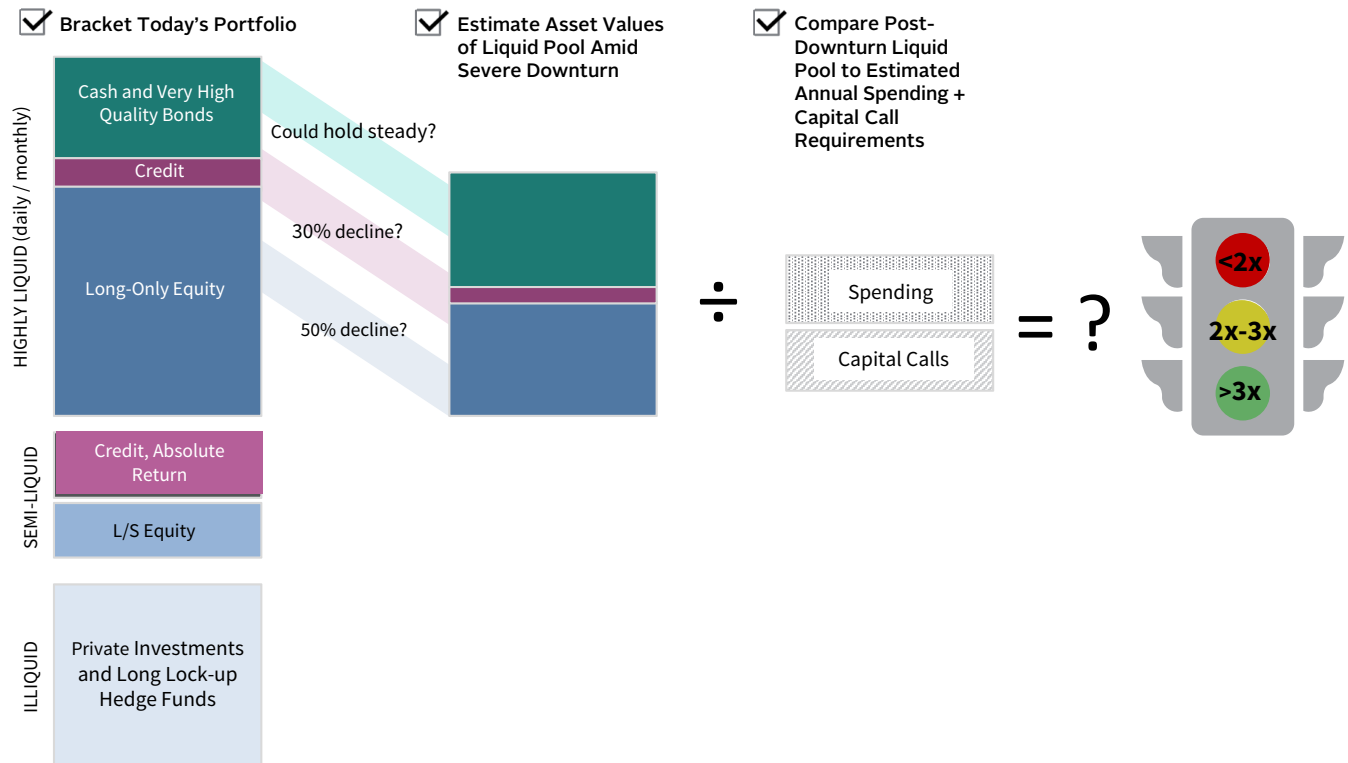 Bracket Today's Portfolio
HIGHLY LIQUID (daily / monthly)
Cash and Very High
Quality Bonds
Credit
Long-Only Equity
SEMI-LIQUID
Credit, Absolute
Return
L/S Equity
ILLIQUID
Private Investments
and Long Lock-up
Hedge Funds
Could hold steady?
30% decline?
50% decline?
Estimate Asset Values
of Liquid Pool Amid
Severe Downturn
÷
Compare Post-
Downturn Liquid
Pool to Estimated
Annual Spending +
Capital Call
Requirements
Spending
Capital Calls
= ?
<2x
2x-3x
>3x